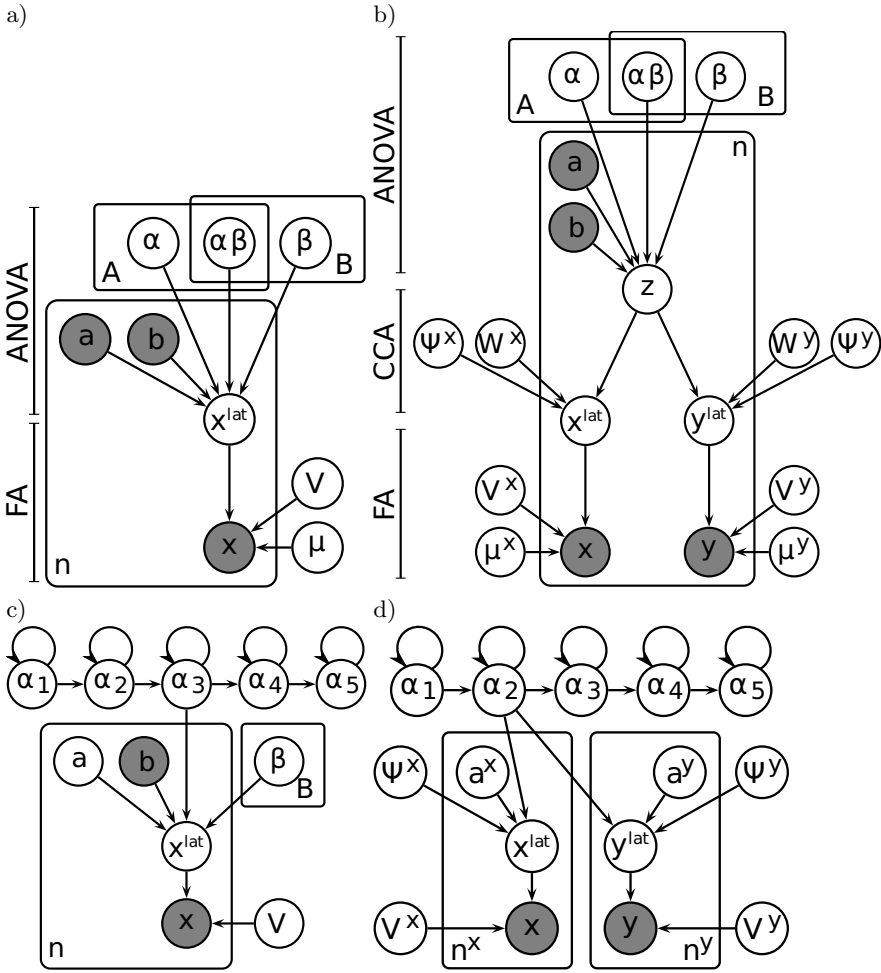 a)
ANOVA
FA
α
αβ
β
A
B
a
b
xˡᵃᵗ
V
x
μ
n
b)
ANOVA
CCA
FA
α
αβ
β
A
B
a
n
b
z
Ψˣ
Wˣ
Wʸ
Ψʸ
xˡᵃᵗ
yˡᵃᵗ
Vˣ
Vʸ
μˣ
x
y
μʸ
c)
α₁
α₂
α₃
α₄
α₅
a
b
β
B
xˡᵃᵗ
x
V
n
d)
α₁
α₂
α₃
α₄
α₅
Ψˣ
aˣ
aʸ
Ψʸ
xˡᵃᵗ
yˡᵃᵗ
Vˣ
x
y
Vʸ
nˣ
nʸ